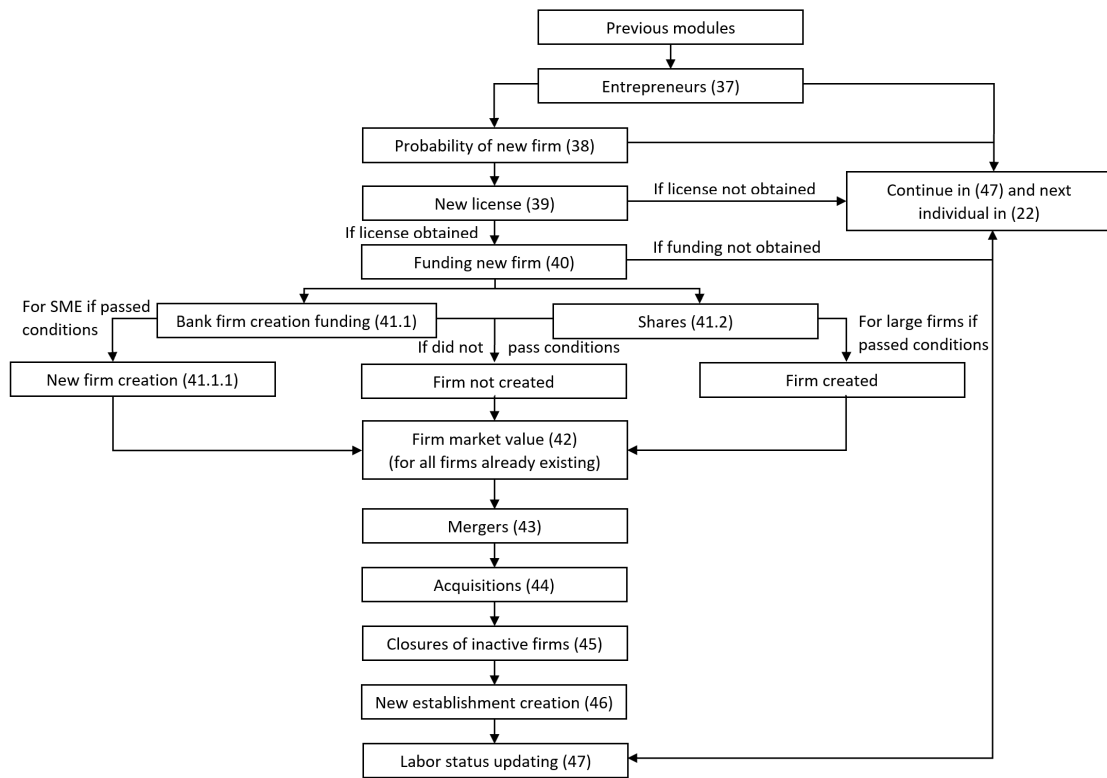 Previous modules
Entrepreneurs (37)
Probability of new firm (38)
New license (39)
If license not obtained
Continue in (47) and next
individual in (22)
If license obtained
Funding new firm (40)
If funding not obtained
For SME if passed
conditions
Bank firm creation funding (41.1)
Shares (41.2)
For large firms if
passed conditions
If did not pass conditions
New firm creation (41.1.1)
Firm not created
Firm created
Firm market value (42)
(for all firms already existing)
Mergers (43)
Acquisitions (44)
Closures of inactive firms (45)
New establishment creation (46)
Labor status updating (47)